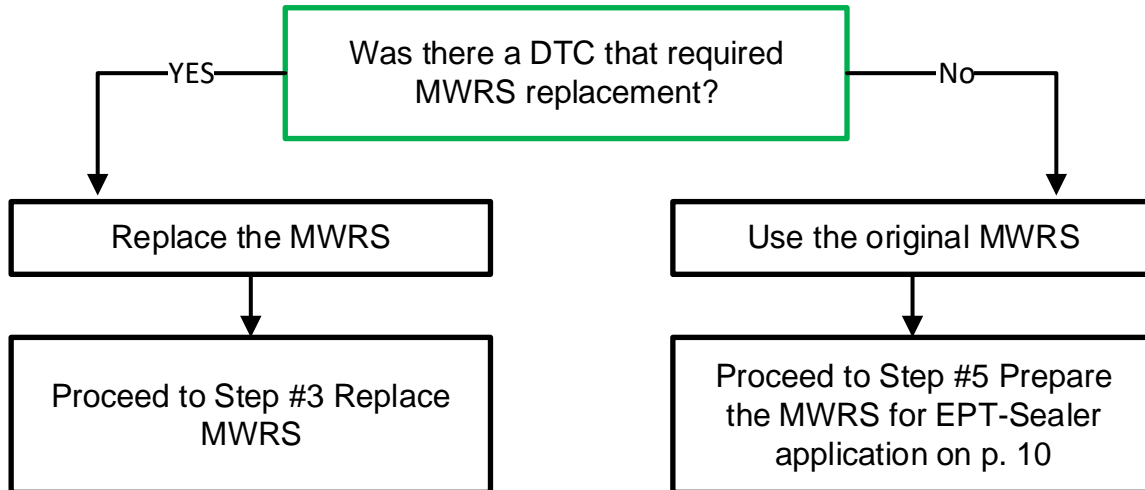 Was there a DTC that required
MWRS replacement?
YES
No
Replace the MWRS
Use the original MWRS
Proceed to Step #3 Replace
MWRS
Proceed to Step #5 Prepare
the MWRS for EPT-Sealer
application on p. 10